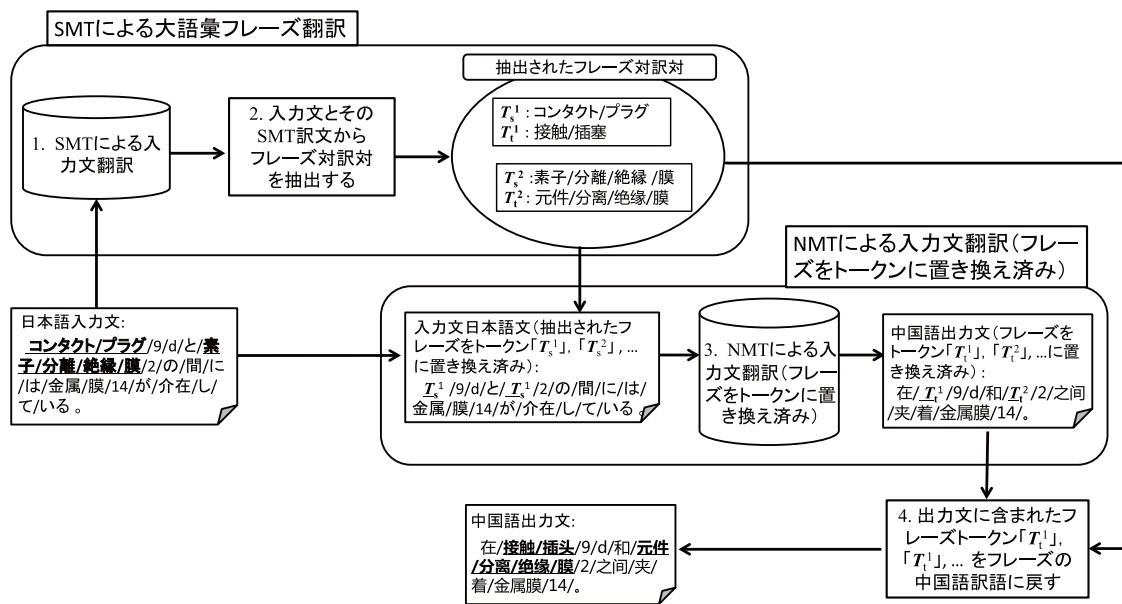 SMTによる大語彙フレーズ翻訳
抽出されたフレーズ対訳対
1. SMTによる入
力文翻訳
2. 入力文とその
SMT訳文から
フレーズ対訳対
を抽出する
Ts1 : コンタクト/プラグ
Tt1 : 接触/插塞
Ts2 : 素子/分離/絶縁 /膜
Tt2 : 元件/分离/绝缘/膜
NMTによる入力文翻訳(フレー
ズをトークンに置き換え済み)
日本語入力文:
コンタクト/プラグ/9/d/と/素
子/分離/絶縁/膜/2/の/間/に
/は/金属/膜/14/が/介在/し/
て/いる 。
入力文日本語文(抽出されたフ
レーズをトークン「Ts1」, 「Ts2」, …
に置き換え済み):
Ts1 /9/d/と/ Ts1 /2/の/間/に/は/
金属/膜/14/が/介在/し/て/いる 。
3. NMTによる入
力文翻訳(フレー
ズをトークンに置
き換え済み)
中国語出力文(フレーズを
トークン「Tt1」, 「Tt2」, …に置
き換え済み):
在/ Tt1 /9/d/和/ Tt2 /2/之间
/夹/着/金属膜/14/。
4. 出力文に含まれたフ
レーズトークン「Tt1」,
「Tt1」, … をフレーズの
中国語訳語に戻す
中国語出力文:
在/接触/插头/9/d/和/元件
/分离/绝缘/膜/2/之间/夹/
着/金属膜/14/。